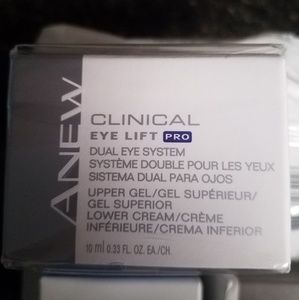 ANEW
CLINICAL
EYE LIFT PRO
DUAL EYE SYSTEM
SYSTÈME DOUBLE POUR LES YEUX
SISTEMA DUAL PARA OJOS
UPPER GEL/GEL SUPÉRIEUR/
GEL SUPERIOR
LOWER CREAM/CRÈME
INFÉRIEURE/CREMA INFERIOR
10 ml 0.33 FL. OZ. EA./CH.